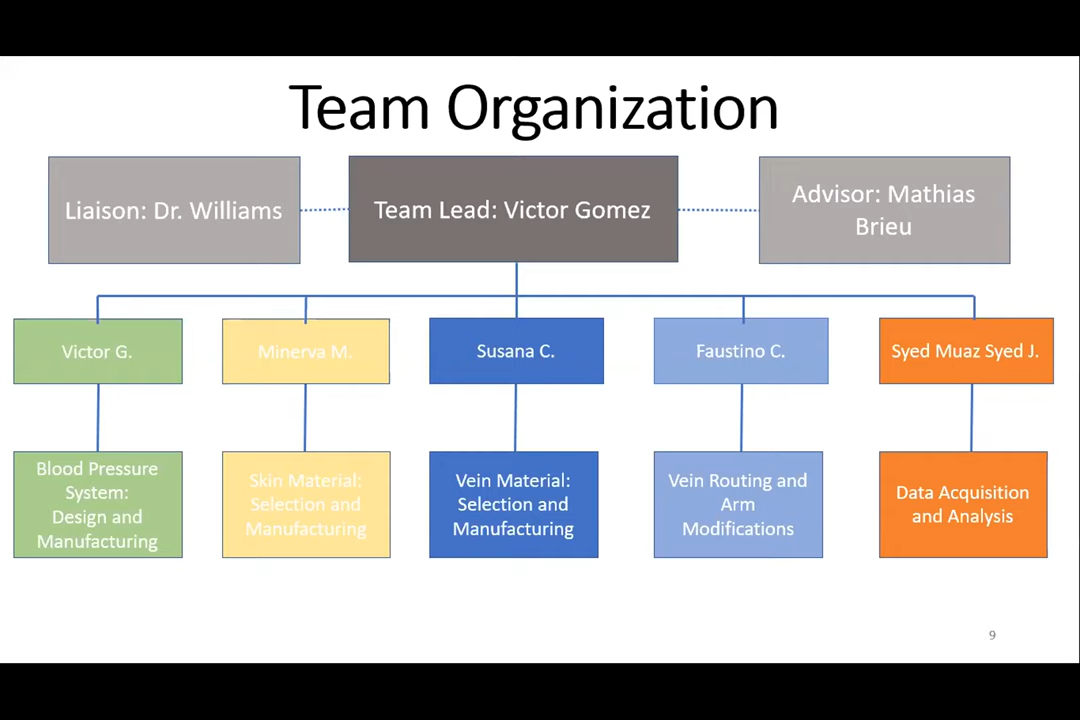 Team Organization
Liaison: Dr. Williams
Team Lead: Victor Gomez
Advisor: Mathias
Brieu
Victor G.
Minerva M.
Susana C.
Faustino C.
Syed Muaz Syed J.
Blood Pressure
System:
Design and
Manufacturing
Skin Material:
Selection and
Manufacturing
Vein Material:
Selection and
Manufacturing
Vein Routing and
Arm
Modifications
Data Acquisition
and Analysis
9